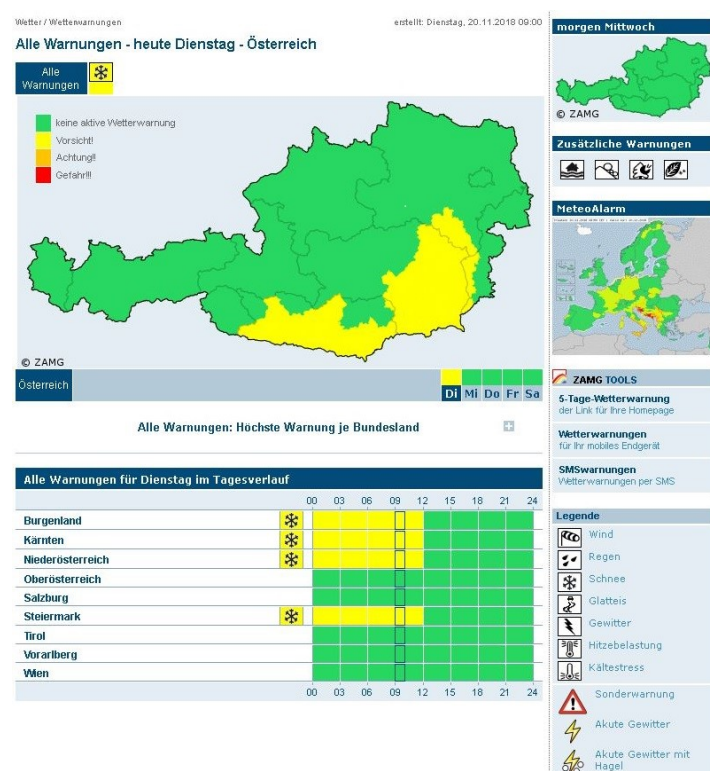 Wetter / Wetterwarnungen
erstellt: Dienstag, 20.11.2018 09:00
Alle Warnungen - heute Dienstag - Österreich
Alle
Warnungen
keine aktive Wetterwarnung
Vorsicht!
Achtung!!
Gefahr!!!
© ZAMG
Österreich
Di Mi Do Fr Sa
Alle Warnungen: Höchste Warnung je Bundesland
Alle Warnungen für Dienstag im Tagesverlauf
00 03 06 09 12 15 18 21 24
Burgenland
Kärnten
Niederösterreich
Oberösterreich
Salzburg
Steiermark
Tirol
Vorarlberg
Wien
00 03 06 09 12 15 18 21 24
morgen Mittwoch
© ZAMG
Zusätzliche Warnungen
MeteoAlarm
ZAMG TOOLS
5-Tage-Wetterwarnung
der Link für Ihre Homepage
Wetterwarnungen
für Ihr mobiles Endgerät
SMSwarnungen
Wetterwarnungen per SMS
Legende
Wind
Regen
Schnee
Glatteis
Gewitter
Hitzebelastung
Kältestress
Sonderwarnung
Akute Gewitter
Akute Gewitter mit
Hagel